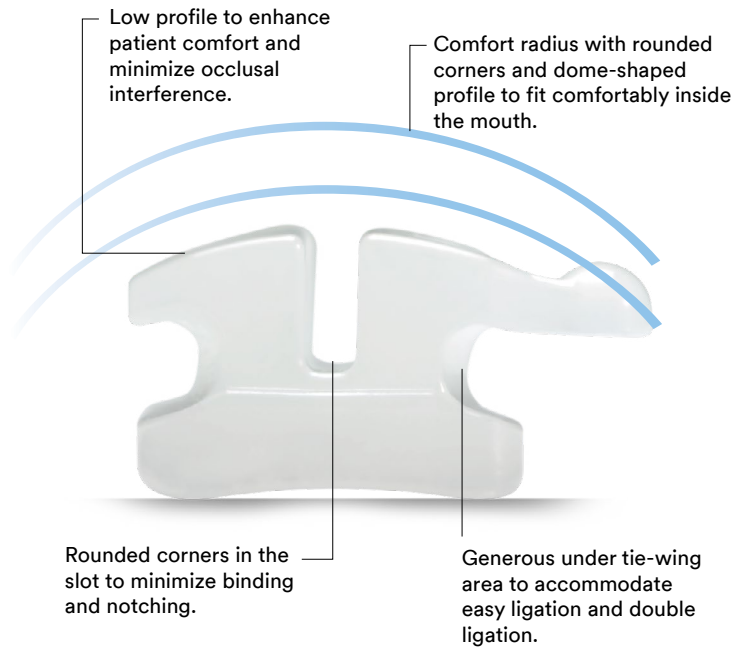 Low profile to enhance
patient comfort and
minimize occlusal
interference.
Comfort radius with rounded
corners and dome-shaped
profile to fit comfortably inside
the mouth.
Rounded corners in the
slot to minimize binding
and notching.
Generous under tie-wing
area to accommodate
easy ligation and double
ligation.